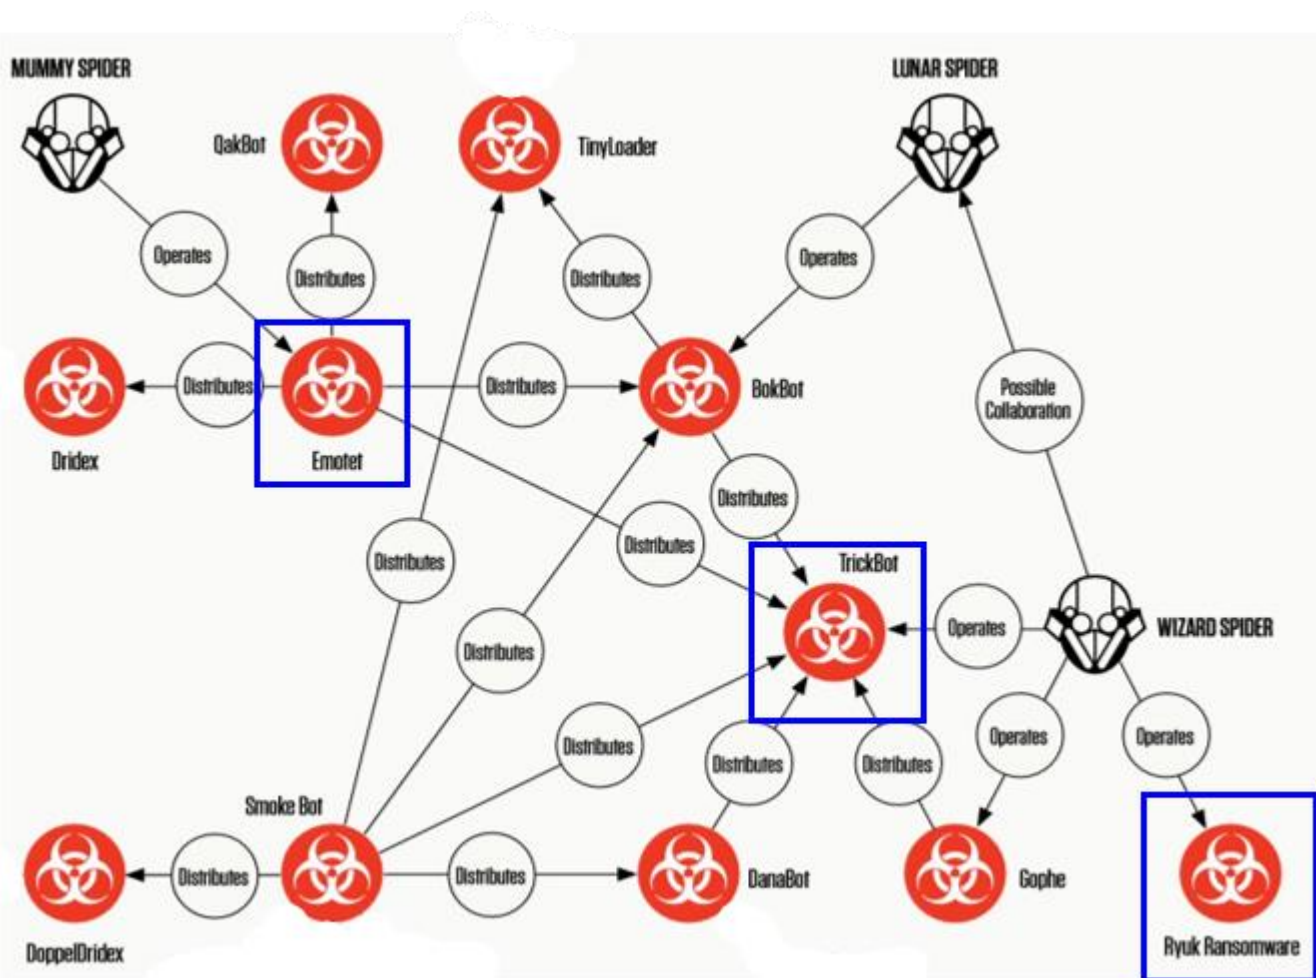 MUMMY SPIDER
LUNAR SPIDER
QakBot
TinyLoader
Operates
Distributes
Distributes
Operates
Distributes
Distributes
BokBot
Possible
Collaboration
Dridex
Emotet
Distributes
Distributes
Distributes
Distributes
TrickBot
Operates
WIZARD SPIDER
Distributes
Distributes
Distributes
Distributes
Operates
Operates
Smoke Bot
Distributes
Distributes
DanaBot
Gophe
DoppelDridex
Ryuk Ransomware